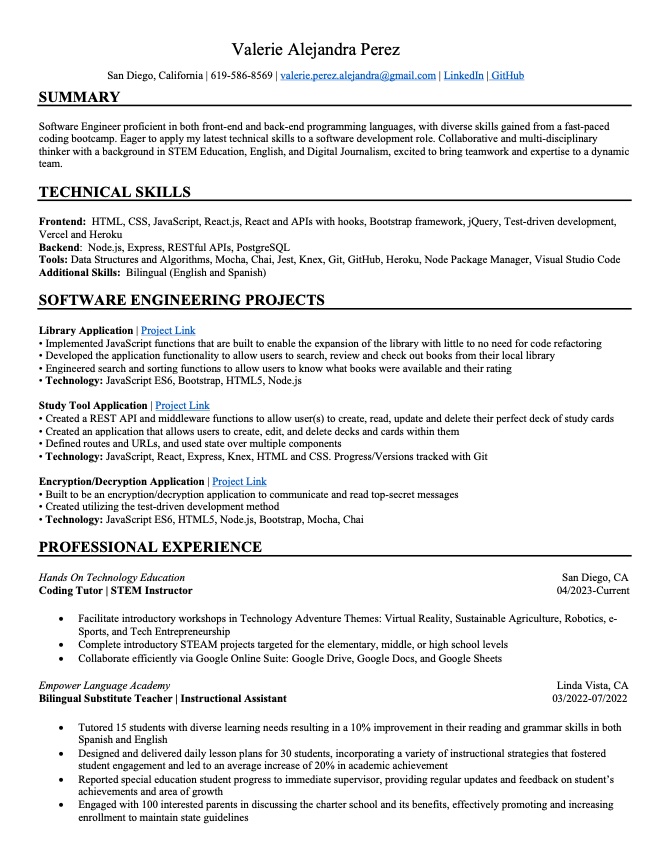 Valerie Alejandra Perez
San Diego, California | 619-586-8569 | valerie.perez.alejandra@gmail.com | LinkedIn | GitHub
SUMMARY
Software Engineer proficient in both front-end and back-end programming languages, with diverse skills gained from a fast-paced
coding bootcamp. Eager to apply my latest technical skills to a software development role. Collaborative and multi-disciplinary
thinker with a background in STEM Education, English, and Digital Journalism, excited to bring teamwork and expertise to a dynamic
team.
TECHNICAL SKILLS
Frontend: HTML, CSS, JavaScript, React.js, React and APIs with hooks, Bootstrap framework, jQuery, Test-driven development,
Vercel and Heroku
Backend: Node.js, Express, RESTful APIs, PostgreSQL
Tools: Data Structures and Algorithms, Mocha, Chai, Jest, Knex, Git, GitHub, Heroku, Node Package Manager, Visual Studio Code
Additional Skills: Bilingual (English and Spanish)
SOFTWARE ENGINEERING PROJECTS
Library Application | Project Link
• Implemented JavaScript functions that are built to enable the expansion of the library with little to no need for code refactoring
• Developed the application functionality to allow users to search, review and check out books from their local library
• Engineered search and sorting functions to allow users to know what books were available and their rating
• Technology: JavaScript ES6, Bootstrap, HTML5, Node.js
Study Tool Application | Project Link
• Created a REST API and middleware functions to allow user(s) to create, read, update and delete their perfect deck of study cards
• Created an application that allows users to create, edit, and delete decks and cards within them
• Defined routes and URLs, and used state over multiple components
• Technology: JavaScript, React, Express, Knex, HTML and CSS. Progress/Versions tracked with Git
Encryption/Decryption Application | Project Link
• Built to be an encryption/decryption application to communicate and read top-secret messages
• Created utilizing the test-driven development method
• Technology: JavaScript ES6, HTML5, Node.js, Bootstrap, Mocha, Chai
PROFESSIONAL EXPERIENCE
Hands On Technology Education San Diego, CA
Coding Tutor | STEM Instructor 04/2023-Current
• Facilitate introductory workshops in Technology Adventure Themes: Virtual Reality, Sustainable Agriculture, Robotics, e-
Sports, and Tech Entrepreneurship
• Complete introductory STEAM projects targeted for the elementary, middle, or high school levels
• Collaborate efficiently via Google Online Suite: Google Drive, Google Docs, and Google Sheets
Empower Language Academy Linda Vista, CA
Bilingual Substitute Teacher | Instructional Assistant 03/2022-07/2022
• Tutored 15 students with diverse learning needs resulting in a 10% improvement in their reading and grammar skills in both
Spanish and English
• Designed and delivered daily lesson plans for 30 students, incorporating a variety of instructional strategies that fostered
student engagement and led to an average increase of 20% in academic achievement
• Reported special education student progress to immediate supervisor, providing regular updates and feedback on student’s
achievements and area of growth
• Engaged with 100 interested parents in discussing the charter school and its benefits, effectively promoting and increasing
enrollment to maintain state guidelines